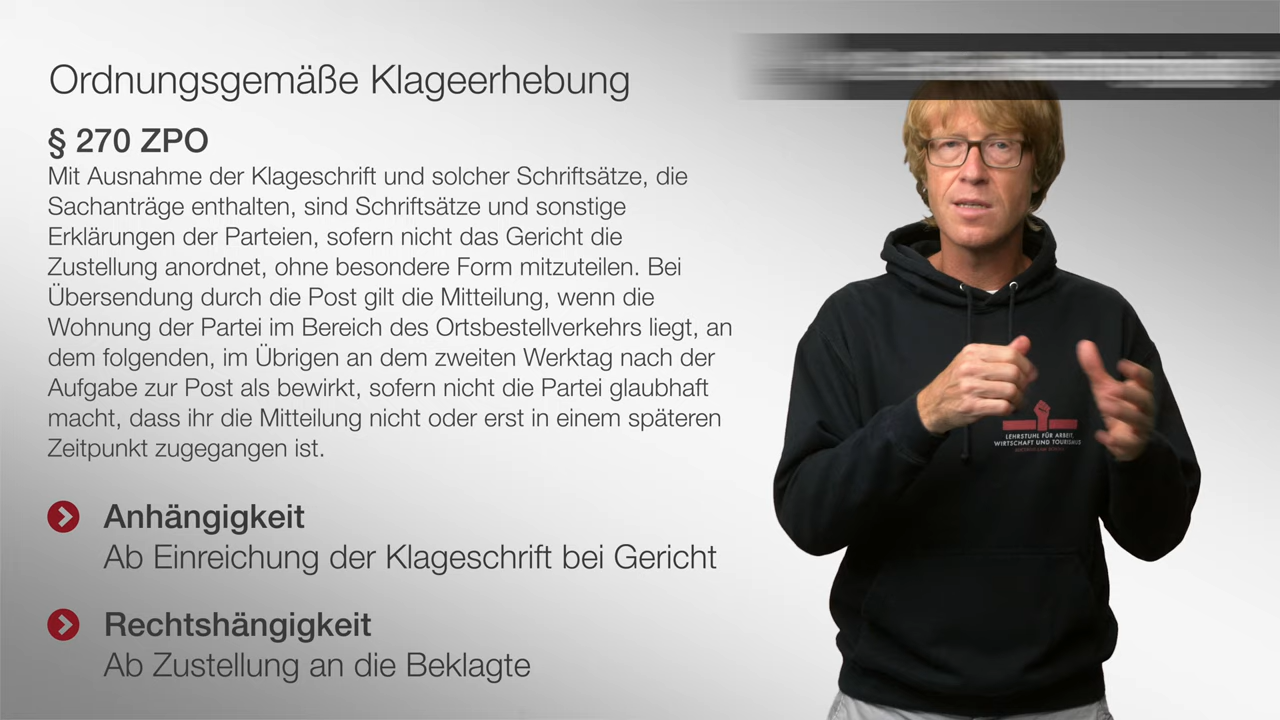 Ordnungsgemäße Klageerhebung
§ 270 ZPO
Mit Ausnahme der Klageschrift und solcher Schriftsätze, die
Sachanträge enthalten, sind Schriftsätze und sonstige
Erklärungen der Parteien, sofern nicht das Gericht die
Zustellung anordnet, ohne besondere Form mitzuteilen. Bei
Übersendung durch die Post gilt die Mitteilung, wenn die
Wohnung der Partei im Bereich des Ortsbestellverkehrs liegt, an
dem folgenden, im Übrigen an dem zweiten Werktag nach der
Aufgabe zur Post als bewirkt, sofern nicht die Partei glaubhaft
macht, dass ihr die Mitteilung nicht oder erst in einem späteren
Zeitpunkt zugegangen ist.
Anhängigkeit
Ab Einreichung der Klageschrift bei Gericht
Rechtshängigkeit
Ab Zustellung an die Beklagte
LEHRSTUHL FÜR ARBEIT,
WIRTSCHAFT UND TOURISMUS